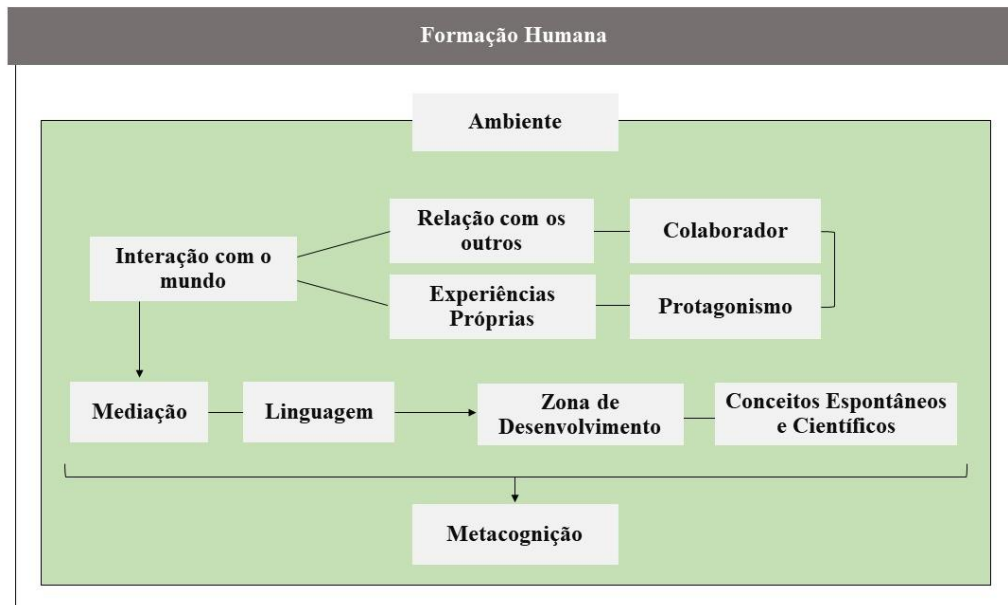 Formação Humana
Ambiente
Relação com os
outros
Colaborador
Interação com o
mundo
Experiências
Próprias
Protagonismo
Mediação
Linguagem
Zona de
Desenvolvimento
Conceitos Espontâneos
e Científicos
Metacognição